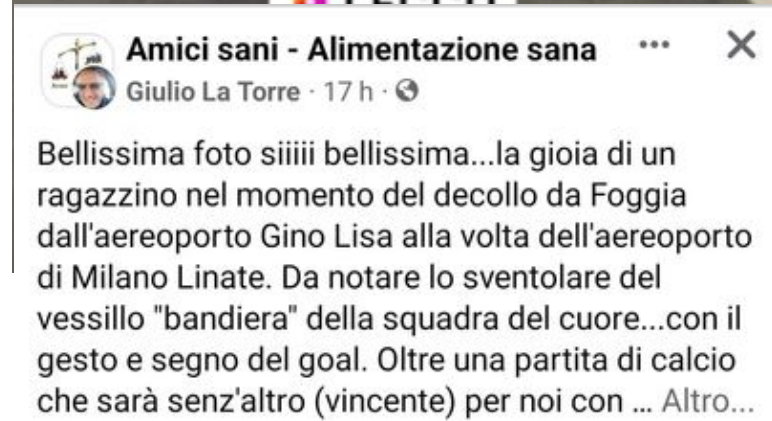 Amici sani - Alimentazione sana
Giulio La Torre · 17 h ·
Bellissima foto siiiii bellissima...la gioia di un
ragazzino nel momento del decollo da Foggia
dall'aereoporto Gino Lisa alla volta dell'aereoporto
di Milano Linate. Da notare lo sventolare del
vessillo "bandiera" della squadra del cuore...con il
gesto e segno del goal. Oltre una partita di calcio
che sarà senz'altro (vincente) per noi con ... Altro...